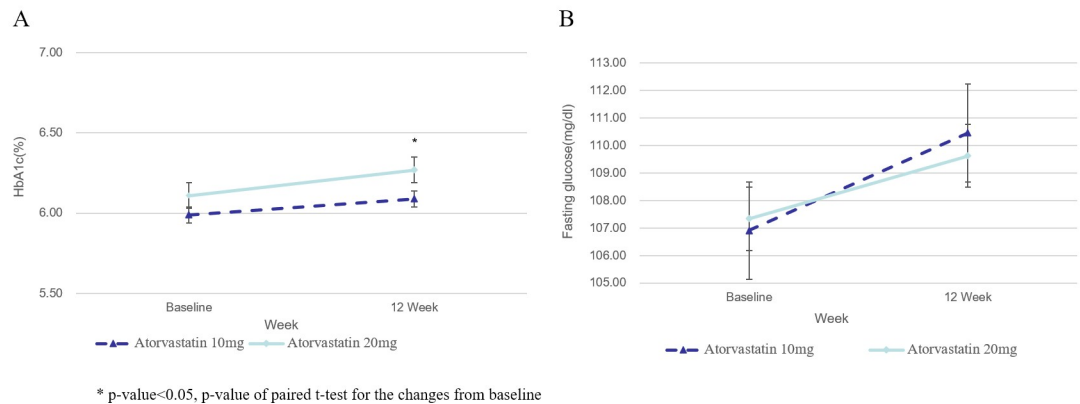 A
7.00
6.50
6.00
5.50
HbA1c(%)
*
Baseline 12 Week
Week
Atorvastatin 10mg Atorvastatin 20mg
* p-value<0.05, p-value of paired t-test for the changes from baseline
B
113.00
112.00
111.00
110.00
109.00
108.00
107.00
106.00
105.00
Fasting glucose(mg/dl)
Baseline 12 Week
Week
Atorvastatin 10mg Atorvastatin 20mg